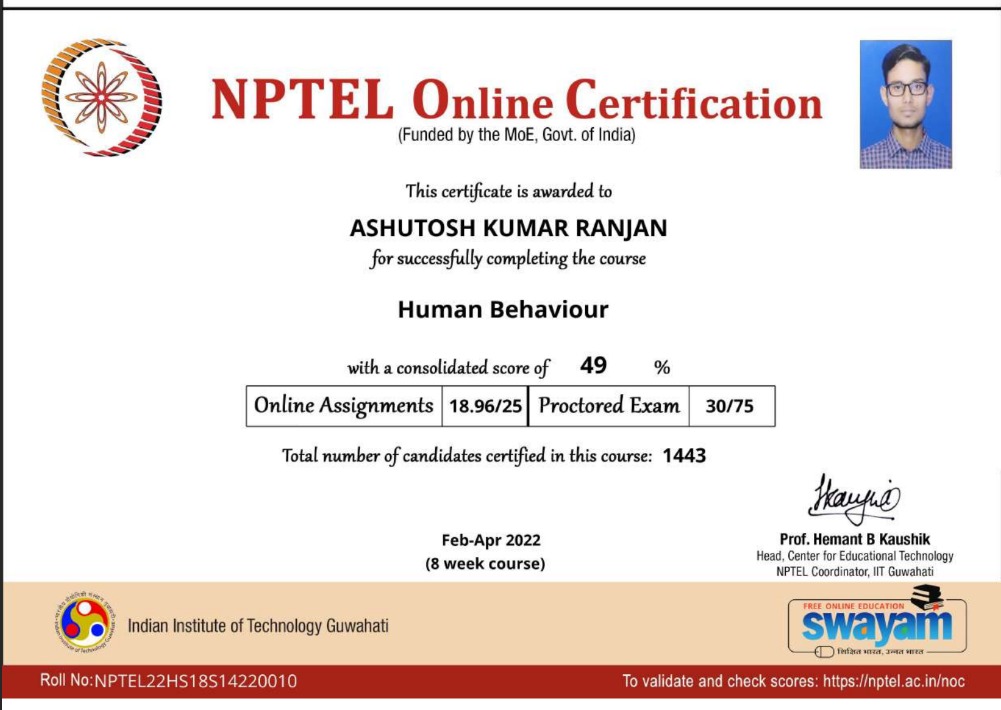 NPTEL Online Certification
(Funded by the MoE, Govt. of India)
This certificate is awarded to
ASHUTOSH KUMAR RANJAN
for successfully completing the course
Human Behaviour
with a consolidated score of 49 %
Online Assignments 18.96/25 Proctored Exam 30/75
Total number of candidates certified in this course: 1443
Feb-Apr 2022
(8 week course)
Prof. Hemant B Kaushik
Head, Center for Educational Technology
NPTEL Coordinator, IIT Guwahati
Indian Institute of Technology Guwahati
FREE ONLINE EDUCATION
swayam
शिक्षित भारत, उन्नत भारत
Roll No:NPTEL22HS18S14220010
To validate and check scores: https://nptel.ac.in/noc